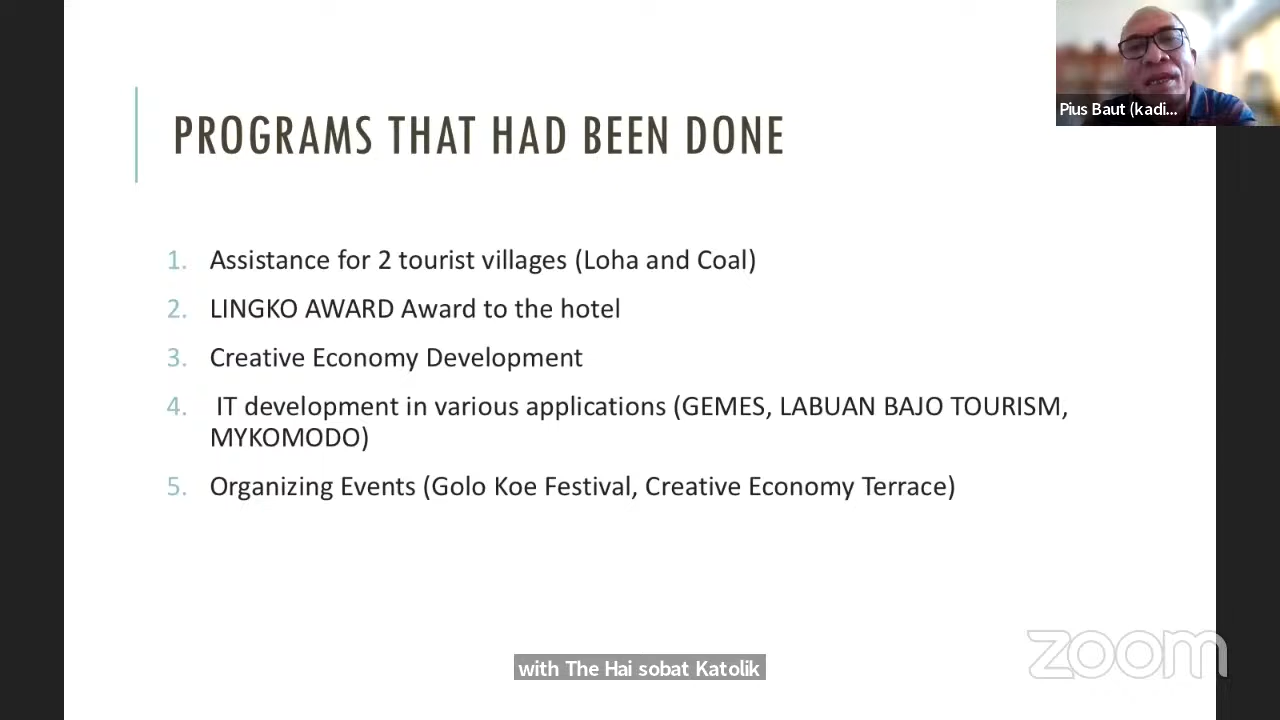 PROGRAMS THAT HAD BEEN DONE
Pius Baut (kadi...
1. Assistance for 2 tourist villages (Loha and Coal)
2. LINGKO AWARD Award to the hotel
3. Creative Economy Development
4. IT development in various applications (GEMES, LABUAN BAJO TOURISM,
MYKOMODO)
5. Organizing Events (Golo Koe Festival, Creative Economy Terrace)
zoom
with The Hai sobat Katolik